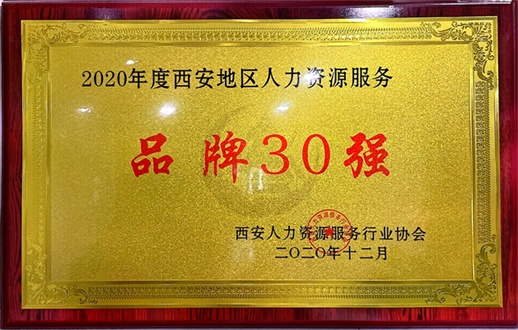 2020年度西安地区人力资源服务
品牌30强
西安人力资源服务行业协会
二〇二〇年十二月